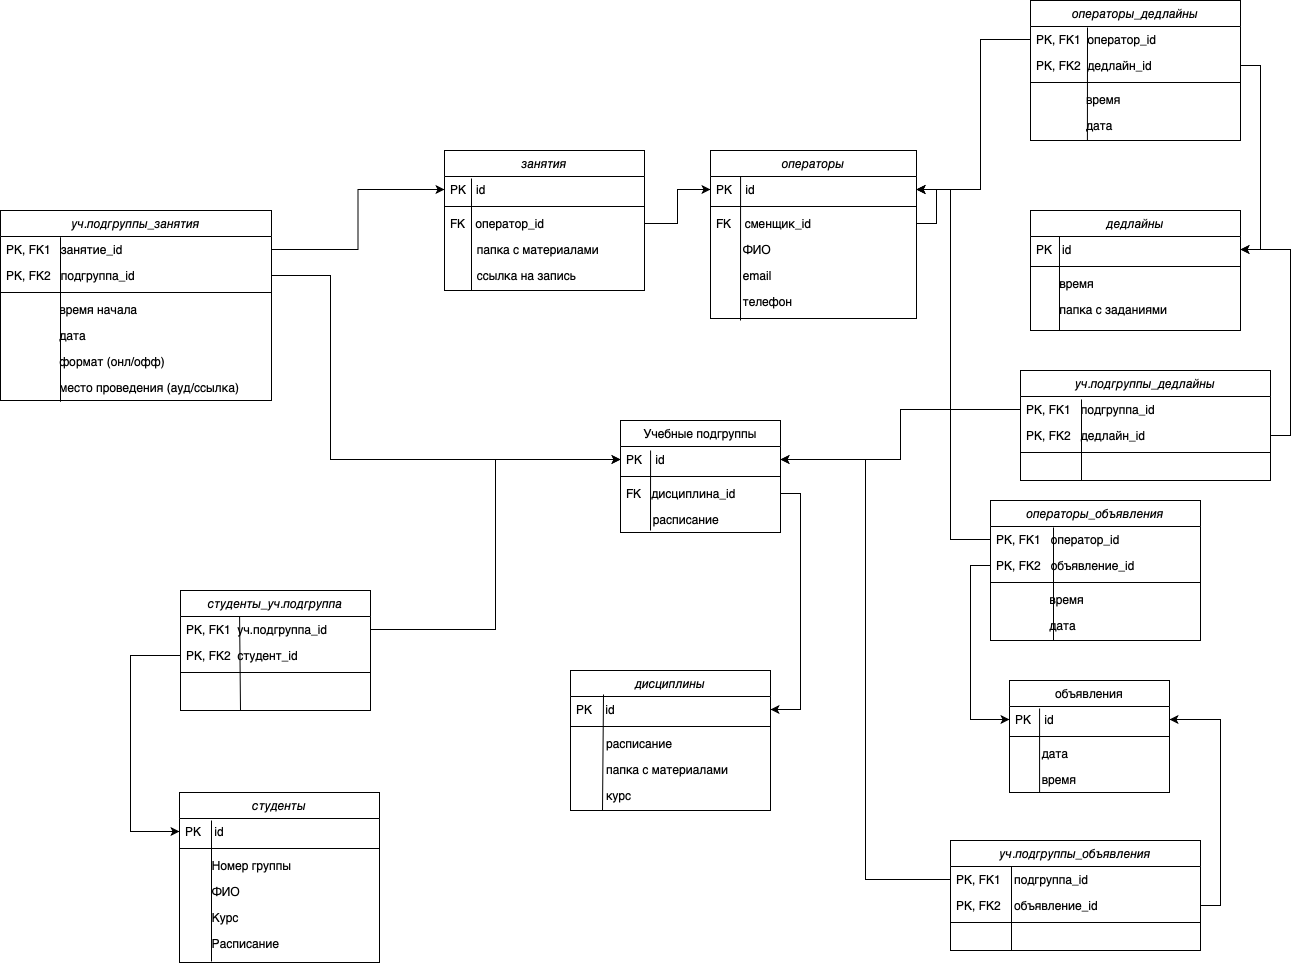 операторы_дедлайны
PK, FK1 оператор_id
PK, FK2 дедлайн_id
время
дата
занятия
PK id
FK оператор_id
папка с материалами
ссылка на запись
операторы
PK id
FK сменщик_id
ФИО
email
телефон
уч.подгруппы_занятия
PK, FK1 занятие_id
PK, FK2 подгруппа_id
время начала
дата
формат (онл/офф)
место проведения (ауд/ссылка)
дедлайны
PK id
время
папка с заданиями
уч.подгруппы_дедлайны
PK, FK1 подгруппа_id
PK, FK2 дедлайн_id
Учебные подгруппы
PK id
FK дисциплина_id
расписание
операторы_объявления
PK, FK1 оператор_id
PK, FK2 объявление_id
время
дата
студенты_уч.подгруппа
PK, FK1 уч.подгруппа_id
PK, FK2 студент_id
дисциплины
PK id
расписание
папка с материалами
курс
объявления
PK id
дата
время
студенты
PK id
Номер группы
ФИО
Курс
Расписание
уч.подгруппы_объявления
PK, FK1 подгруппа_id
PK, FK2 объявление_id